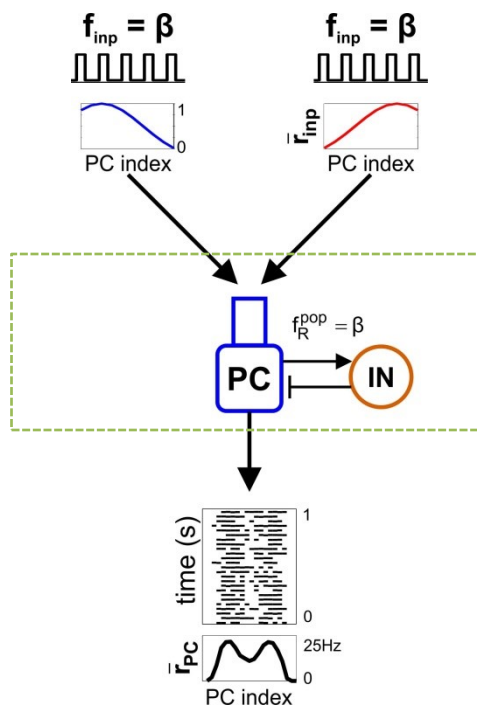 f_inp = β
f_inp = β
1
0
PC index
r̄_inp
PC index
f_R^pop = β
PC
IN
time (s)
1
0
r̄_PC
25Hz
0
PC index